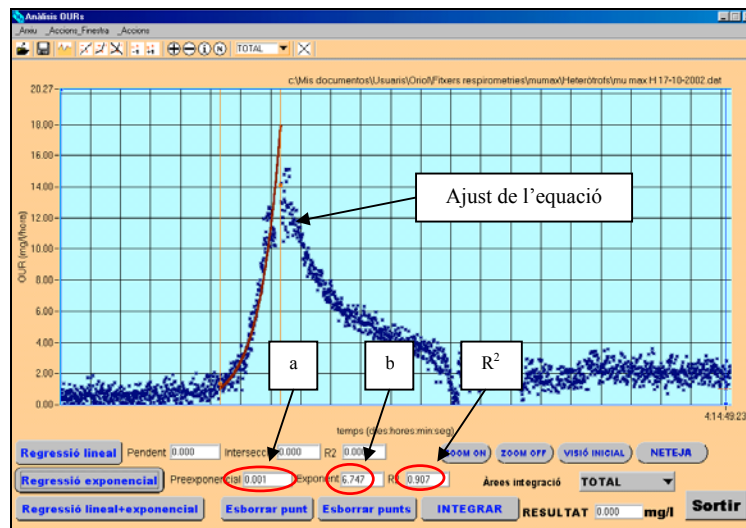 Anàlisis OURs
_Arxiu _Accions_Finestra _Accions
TOTAL
c:\Mis documentos\Usuaris\Oriol\Fitxers respirometries\mumax\Heteròtrofs\mu max H 17-10-2002.dat
20.27
18.00
16.00
14.00
12.00
10.00
8.00
6.00
4.00
2.00
0.00
OUR (mg/l/hora)
Ajust de l'equació
a
b
R²
4:14:49:23
temps (dies:hores:min:seg)
Regressió lineal Pendent 0.000 Intersecció 0.000 R2 0.000 ZOOM ON) ZOOM OFF) VISIÓ INICIAL) NETEJA
Regressió exponencial Preexponencial 0.001 Exponent 6.747 R2 0.907 Àrees integració TOTAL
Regressió lineal+exponencial Esborrar punt Esborrar punts INTEGRAR RESULTAT 0.000 mg/l Sortir